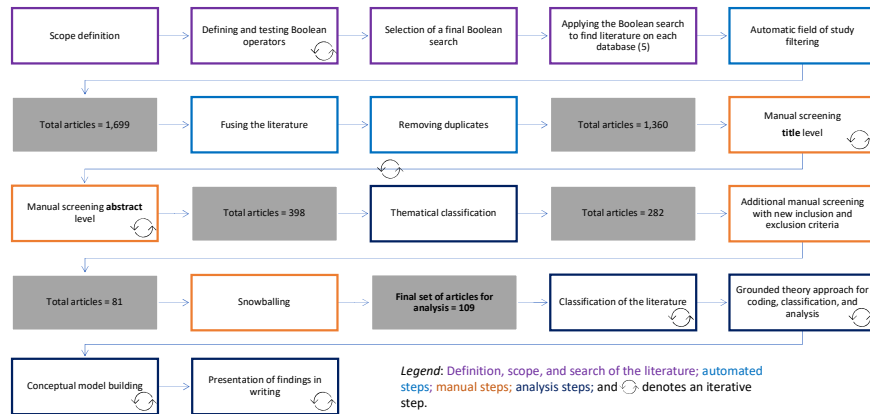 Scope definition
Defining and testing Boolean
operators
Selection of a final Boolean
search
Applying the Boolean search
to find literature on each
database (5)
Automatic field of study
filtering
Total articles = 1,699
Fusing the literature
Removing duplicates
Total articles = 1,360
Manual screening
title level
Manual screening abstract
level
Total articles = 398
Thematical classification
Total articles = 282
Additional manual screening
with new inclusion and
exclusion criteria
Total articles = 81
Snowballing
Final set of articles for
analysis = 109
Classification of the literature
Grounded theory approach for
coding, classification, and
analysis
Conceptual model building
Presentation of findings in
writing
Legend: Definition, scope, and search of the literature; automated
steps; manual steps; analysis steps; and denotes an iterative
step.